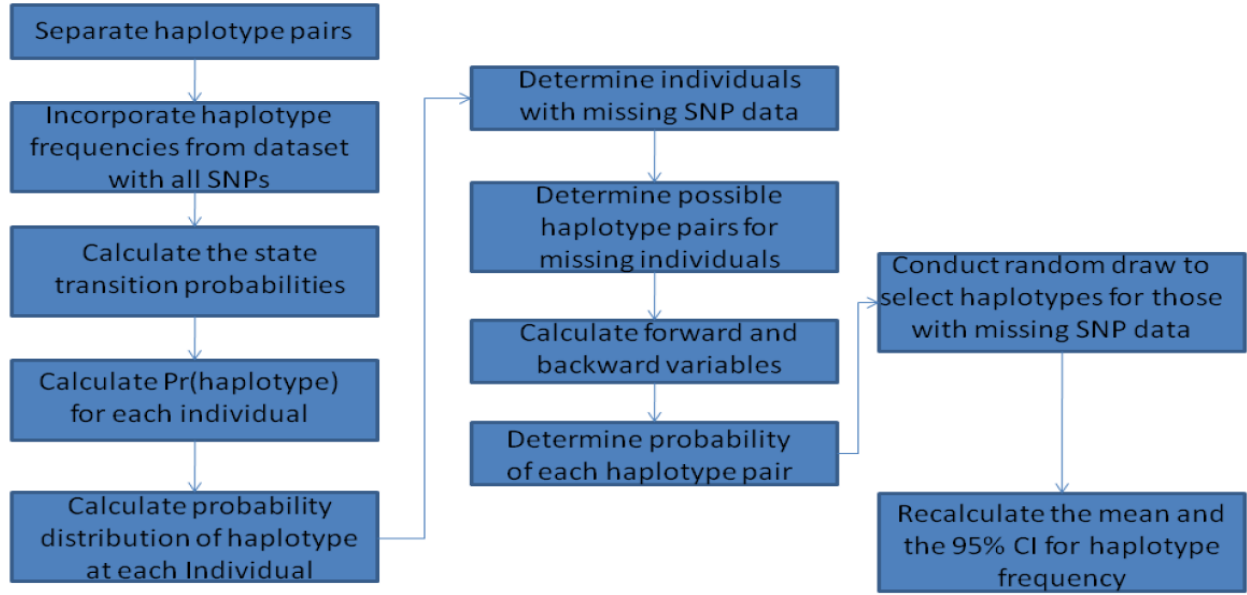 Separate haplotype pairs
Incorporate haplotype
frequencies from dataset
with all SNPs
Calculate the state
transition probabilities
Calculate Pr(haplotype)
for each individual
Calculate probability
distribution of haplotype
at each Individual
Determine individuals
with missing SNP data
Determine possible
haplotype pairs for
missing individuals
Calculate forward and
backward variables
Determine probability
of each haplotype pair
Conduct random draw to
select haplotypes for those
with missing SNP data
Recalculate the mean and
the 95% CI for haplotype
frequency